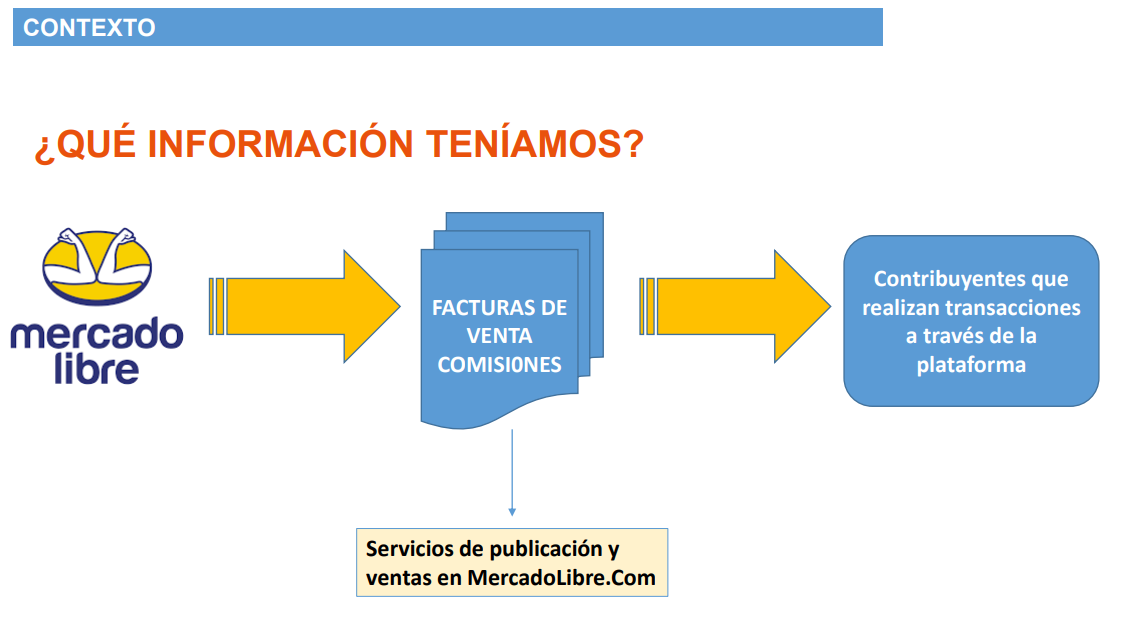 CONTEXTO
¿QUÉ INFORMACIÓN TENÍAMOS?
mercado
libre
FACTURAS DE
VENTA
COMISI0NES
Contribuyentes que
realizan transacciones
a través de la
plataforma
Servicios de publicación y
ventas en MercadoLibre.Com